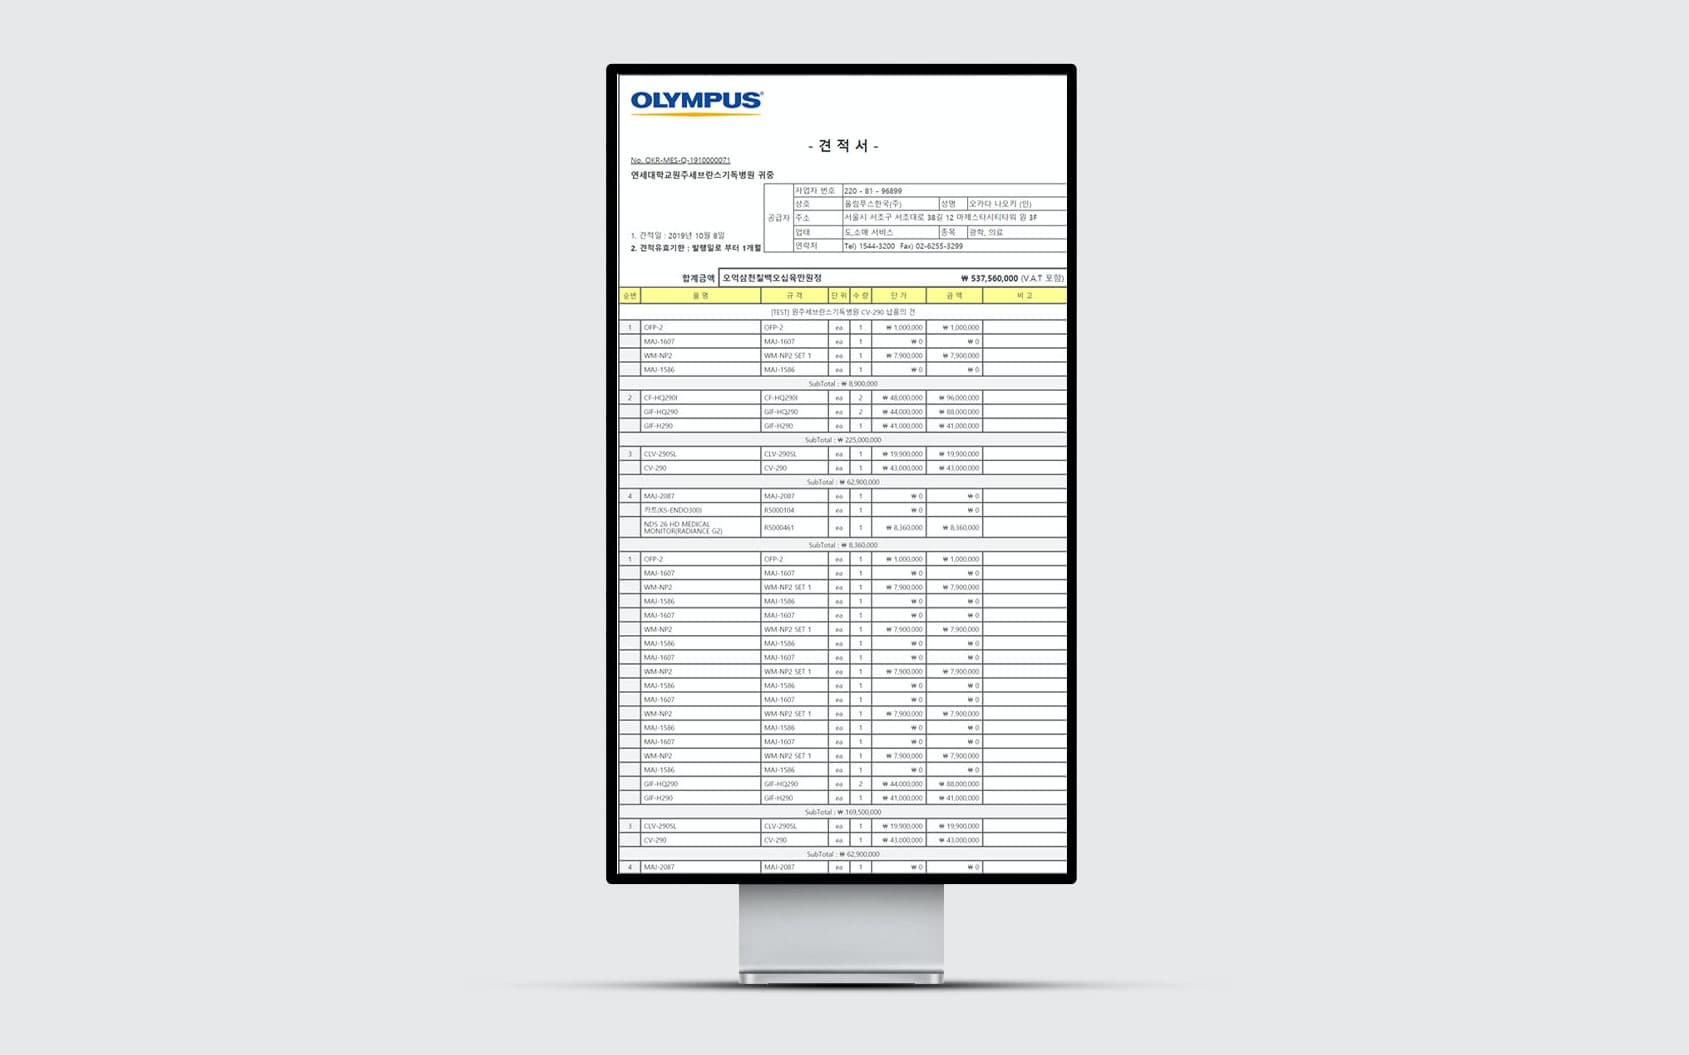 OLYMPUS®
- 견 적 서 -
No. OKR-MES-Q-1910000071
연세대학교원주세브란스기독병원 귀중
공급자
사업자 번호 220 - 81 - 96899
상호 올림푸스한국(주) 성명 오카다 나오키 (인)
주소 서울시 서초구 서초대로 38길 12 마제스타시티타워 원 3F
업태 도,소매 서비스 종목 광학, 의료
연락처 Tel) 1544-3200 Fax) 02-6255-3299
1. 견적일 : 2019년 10월 8일
2. 견적유효기한 : 발행일로 부터 1개월
합계금액 오억삼천칠백오십육만원정 ₩ 537,560,000 (V.A.T 포함)
순번 품 명 규 격 단 위 수 량 단 가 금 액 비 고
[TEST] 원주세브란스기독병원 CV-290 납품의 건
1 OFP-2 OFP-2 ea 1 ₩ 1,000,000 ₩ 1,000,000
MAJ-1607 MAJ-1607 ea 1 ₩ 0 ₩ 0
WM-NP2 WM-NP2 SET 1 ea 1 ₩ 7,900,000 ₩ 7,900,000
MAJ-1586 MAJ-1586 ea 1 ₩ 0 ₩ 0
SubTotal : ₩ 8,900,000
2 CF-HQ290I CF-HQ290I ea 2 ₩ 48,000,000 ₩ 96,000,000
GIF-HQ290 GIF-HQ290 ea 2 ₩ 44,000,000 ₩ 88,000,000
GIF-H290 GIF-H290 ea 1 ₩ 41,000,000 ₩ 41,000,000
SubTotal : ₩ 225,000,000
3 CLV-290SL CLV-290SL ea 1 ₩ 19,900,000 ₩ 19,900,000
CV-290 CV-290 ea 1 ₩ 43,000,000 ₩ 43,000,000
SubTotal : ₩ 62,900,000
4 MAJ-2087 MAJ-2087 ea 1 ₩ 0 ₩ 0
카트(KS-ENDO300) RS000104 ea 1 ₩ 0 ₩ 0
NDS 26 HD MEDICAL
MONITOR(RADIANCE G2) RS000461 ea 1 ₩ 8,360,000 ₩ 8,360,000
SubTotal : ₩ 8,360,000
1 OFP-2 OFP-2 ea 1 ₩ 1,000,000 ₩ 1,000,000
MAJ-1607 MAJ-1607 ea 1 ₩ 0 ₩ 0
WM-NP2 WM-NP2 SET 1 ea 1 ₩ 7,900,000 ₩ 7,900,000
MAJ-1586 MAJ-1586 ea 1 ₩ 0 ₩ 0
MAJ-1607 MAJ-1607 ea 1 ₩ 0 ₩ 0
WM-NP2 WM-NP2 SET 1 ea 1 ₩ 7,900,000 ₩ 7,900,000
MAJ-1586 MAJ-1586 ea 1 ₩ 0 ₩ 0
MAJ-1607 MAJ-1607 ea 1 ₩ 0 ₩ 0
WM-NP2 WM-NP2 SET 1 ea 1 ₩ 7,900,000 ₩ 7,900,000
MAJ-1586 MAJ-1586 ea 1 ₩ 0 ₩ 0
MAJ-1607 MAJ-1607 ea 1 ₩ 0 ₩ 0
WM-NP2 WM-NP2 SET 1 ea 1 ₩ 7,900,000 ₩ 7,900,000
MAJ-1586 MAJ-1586 ea 1 ₩ 0 ₩ 0
MAJ-1607 MAJ-1607 ea 1 ₩ 0 ₩ 0
WM-NP2 WM-NP2 SET 1 ea 1 ₩ 7,900,000 ₩ 7,900,000
MAJ-1586 MAJ-1586 ea 1 ₩ 0 ₩ 0
GIF-HQ290 GIF-HQ290 ea 2 ₩ 44,000,000 ₩ 88,000,000
GIF-H290 GIF-H290 ea 1 ₩ 41,000,000 ₩ 41,000,000
SubTotal : ₩ 169,500,000
3 CLV-290SL CLV-290SL ea 1 ₩ 19,900,000 ₩ 19,900,000
CV-290 CV-290 ea 1 ₩ 43,000,000 ₩ 43,000,000
SubTotal : ₩ 62,900,000
4 MAJ-2087 MAJ-2087 ea 1 ₩ 0 ₩ 0